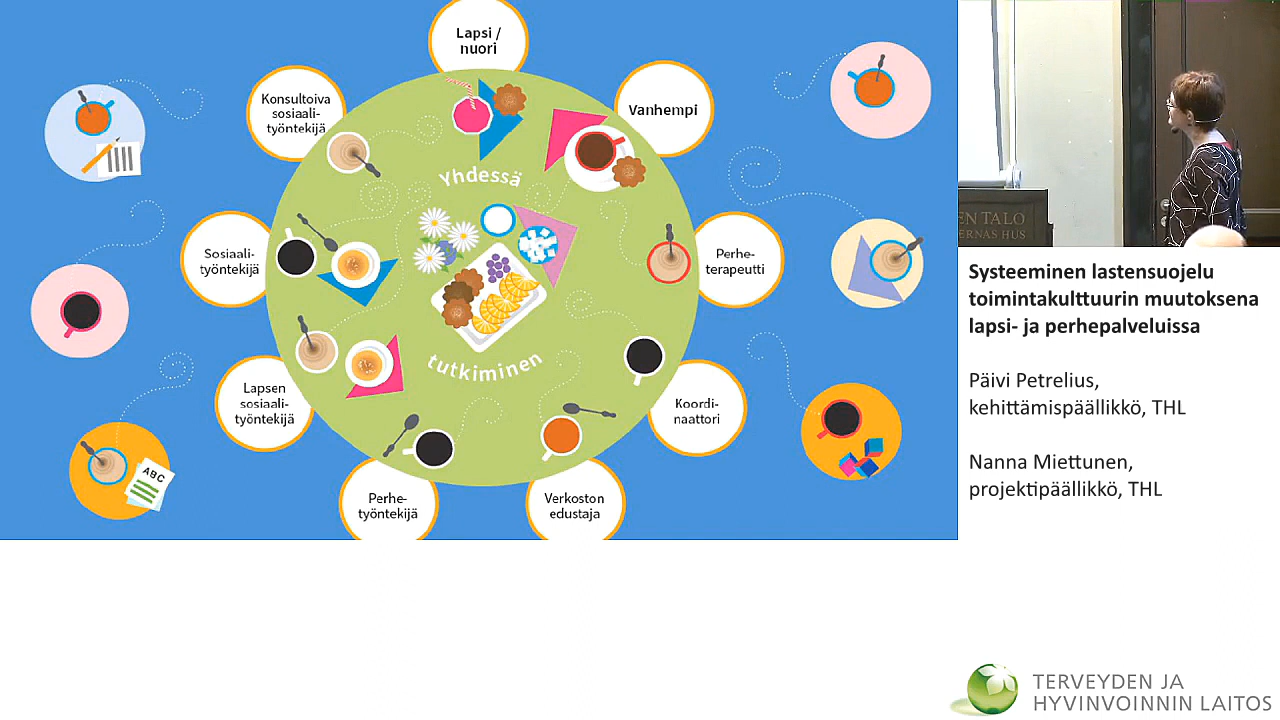 Lapsi /
nuori
Konsultoiva
sosiaali-
työntekijä
Vanhempi
Yhdessä
Sosiaali-
työntekijä
Perhe-
terapeutti
tutkiminen
Lapsen
sosiaali-
työntekijä
Koordi-
naattori
ABC
Perhe-
työntekijä
Verkoston
edustaja
EN TALO
ERNAS HUS
Systeeminen lastensuojelu
toimintakulttuurin muutoksena
lapsi- ja perhepalveluissa
Päivi Petrelius,
kehittämispäällikkö, THL
Nanna Miettunen,
projektipäällikkö, THL
TERVEYDEN JA
HYVINVOINNIN LAITOS